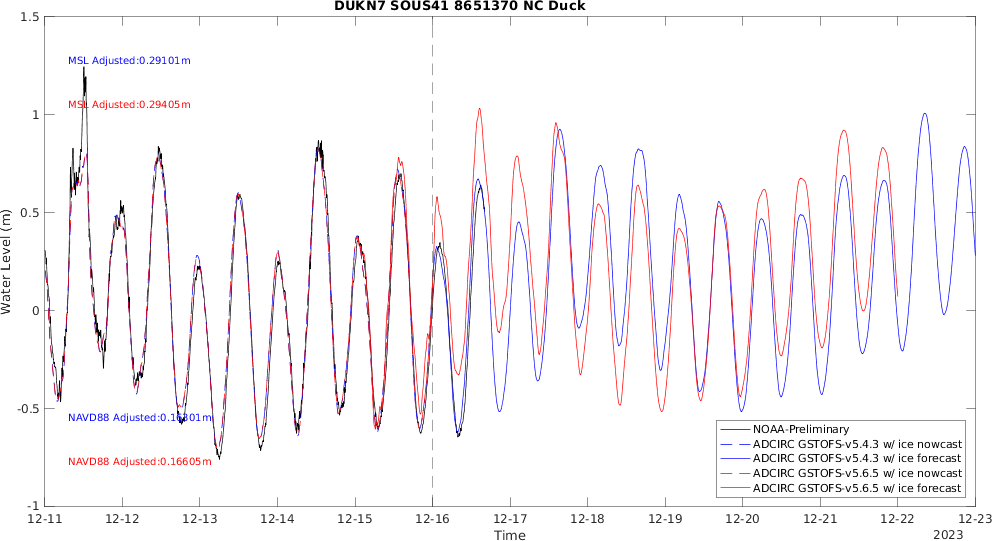 DUKN7 SOUS41 8651370 NC Duck
1.5
1
0.5
0
-0.5
-1
Water Level (m)
MSL Adjusted:0.29101m
MSL Adjusted:0.29405m
NAVD88 Adjusted:0.16301m
NAVD88 Adjusted:0.16605m
NOAA-Preliminary
ADCIRC GSTOFS-v5.4.3 w/ ice nowcast
ADCIRC GSTOFS-v5.4.3 w/ ice forecast
ADCIRC GSTOFS-v5.6.5 w/ ice nowcast
ADCIRC GSTOFS-v5.6.5 w/ ice forecast
12-11 12-12 12-13 12-14 12-15 12-16 12-17 12-18 12-19 12-20 12-21 12-22 12-23
Time
2023